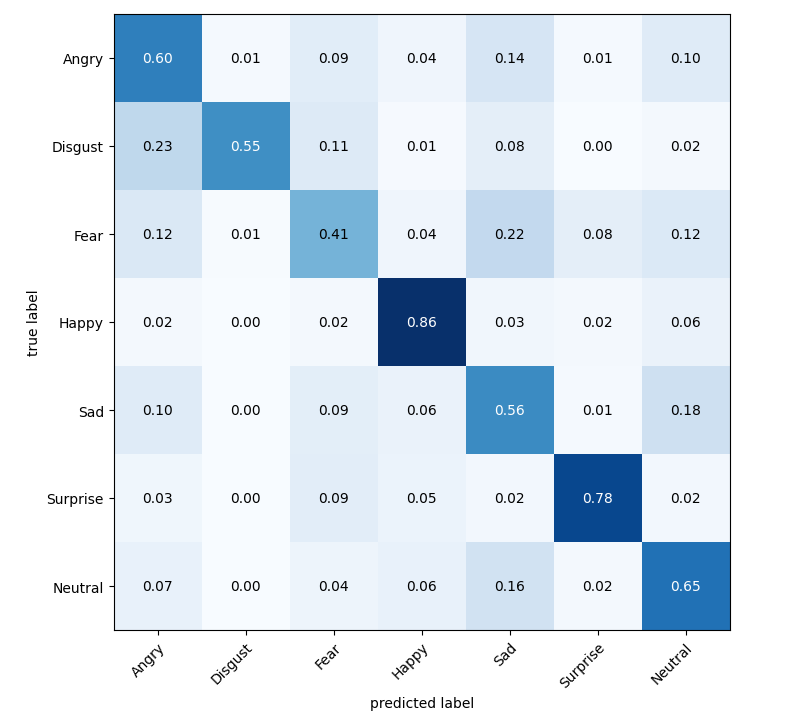 Angry 0.60 0.01 0.09 0.04 0.14 0.01 0.10
Disgust 0.23 0.55 0.11 0.01 0.08 0.00 0.02
Fear 0.12 0.01 0.41 0.04 0.22 0.08 0.12
Happy 0.02 0.00 0.02 0.86 0.03 0.02 0.06
Sad 0.10 0.00 0.09 0.06 0.56 0.01 0.18
Surprise 0.03 0.00 0.09 0.05 0.02 0.78 0.02
Neutral 0.07 0.00 0.04 0.06 0.16 0.02 0.65
true label
Angry Disgust Fear Happy Sad Surprise Neutral
predicted label